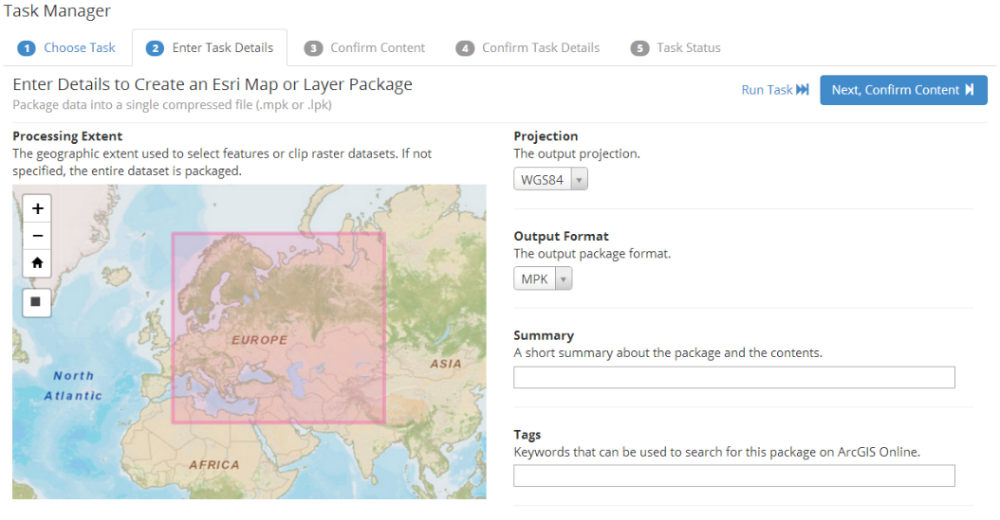 Task Manager
1 Choose Task
2 Enter Task Details
3 Confirm Content
4 Confirm Task Details
5 Task Status
Enter Details to Create an Esri Map or Layer Package
Package data into a single compressed file (.mpk or .lpk)
Run Task
Next, Confirm Content
Processing Extent
The geographic extent used to select features or clip raster datasets. If not
specified, the entire dataset is packaged.
+
−
EUROPE
ASIA
North
Atlantic
AFRICA
Projection
The output projection.
WGS84
Output Format
The output package format.
MPK
Summary
A short summary about the package and the contents.
Tags
Keywords that can be used to search for this package on ArcGIS Online.